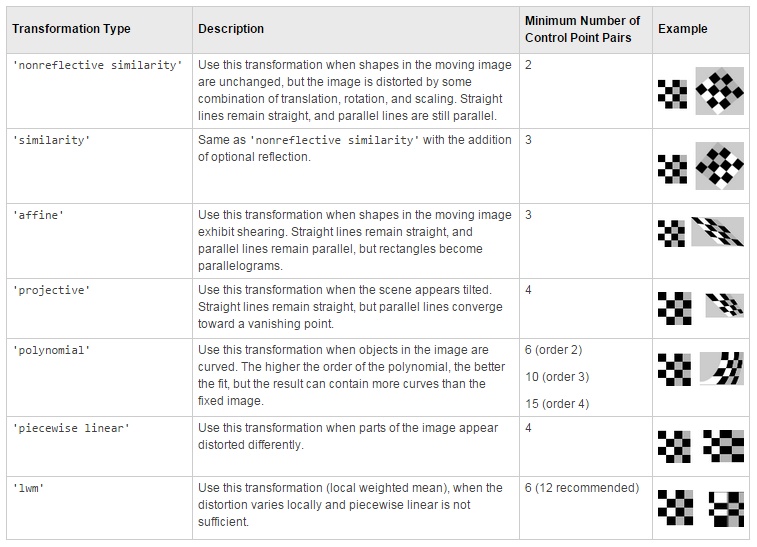 Transformation Type Description Minimum Number of Control Point Pairs Example
'nonreflective similarity' Use this transformation when shapes in the moving image 2
are unchanged, but the image is distorted by some
combination of translation, rotation, and scaling. Straight
lines remain straight, and parallel lines are still parallel.
'similarity' Same as 'nonreflective similarity' with the addition 3
of optional reflection.
'affine' Use this transformation when shapes in the moving image 3
exhibit shearing. Straight lines remain straight, and
parallel lines remain parallel, but rectangles become
parallelograms.
'projective' Use this transformation when the scene appears tilted. 4
Straight lines remain straight, but parallel lines converge
toward a vanishing point.
'polynomial' Use this transformation when objects in the image are 6 (order 2)
curved. The higher the order of the polynomial, the better
the fit, but the result can contain more curves than the 10 (order 3)
fixed image.
15 (order 4)
'piecewise linear' Use this transformation when parts of the image appear 4
distorted differently.
'lwm' Use this transformation (local weighted mean), when the 6 (12 recommended)
distortion varies locally and piecewise linear is not
sufficient.